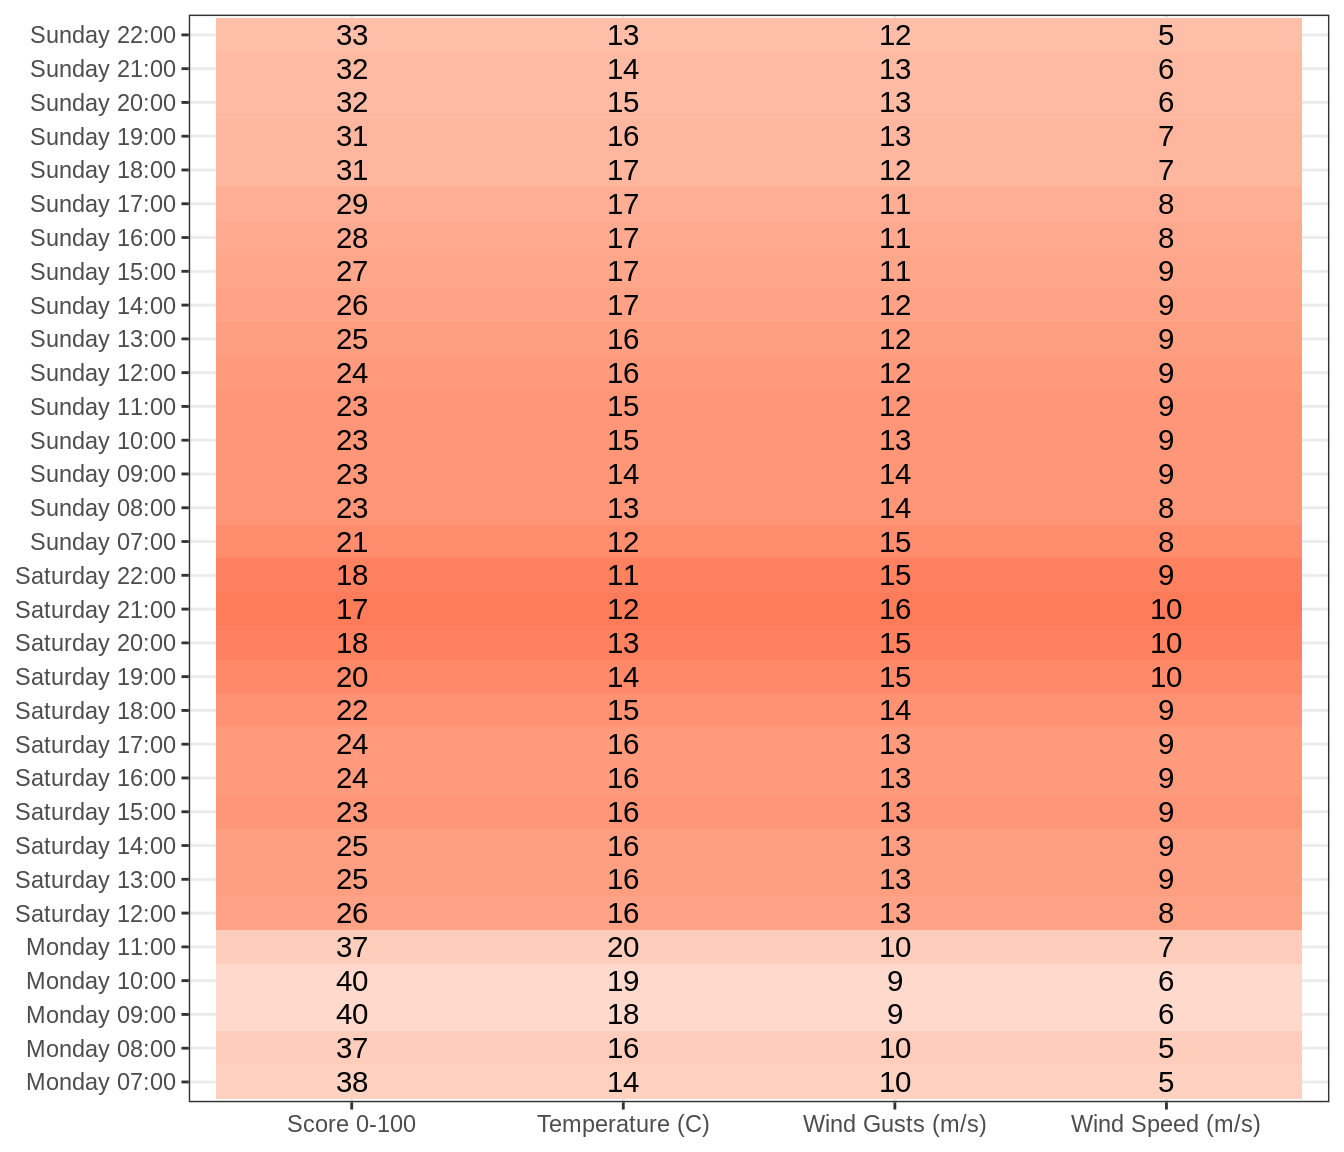 Sunday 22:00 33 13 12 5
Sunday 21:00 32 14 13 6
Sunday 20:00 32 15 13 6
Sunday 19:00 31 16 13 7
Sunday 18:00 31 17 12 7
Sunday 17:00 29 17 11 8
Sunday 16:00 28 17 11 8
Sunday 15:00 27 17 11 9
Sunday 14:00 26 17 12 9
Sunday 13:00 25 16 12 9
Sunday 12:00 24 16 12 9
Sunday 11:00 23 15 12 9
Sunday 10:00 23 15 13 9
Sunday 09:00 23 14 14 9
Sunday 08:00 23 13 14 8
Sunday 07:00 21 12 15 8
Saturday 22:00 18 11 15 9
Saturday 21:00 17 12 16 10
Saturday 20:00 18 13 15 10
Saturday 19:00 20 14 15 10
Saturday 18:00 22 15 14 9
Saturday 17:00 24 16 13 9
Saturday 16:00 24 16 13 9
Saturday 15:00 23 16 13 9
Saturday 14:00 25 16 13 9
Saturday 13:00 25 16 13 9
Saturday 12:00 26 16 13 8
Monday 11:00 37 20 10 7
Monday 10:00 40 19 9 6
Monday 09:00 40 18 9 6
Monday 08:00 37 16 10 5
Monday 07:00 38 14 10 5
Score 0-100 Temperature (C) Wind Gusts (m/s) Wind Speed (m/s)